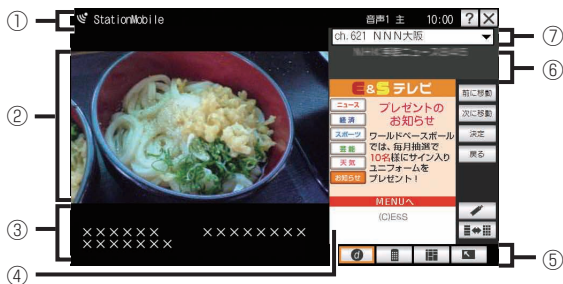 ①
StationMobile 音声1 主 10:00 ? ×
ch.621 NNN大阪
⑦
⑥
②
E&Sテレビ
ニュース
経済
スポーツ
芸能
天気
お知らせ
プレゼントの
お知らせ
ワールドベースボール
では、毎月抽選で
10名様にサイン入り
ユニフォームを
プレゼント！
MENUへ
(C)E&S
前に移動
次に移動
決定
戻る
③
×××××× ××××××××
×××××××
④
d
⑤